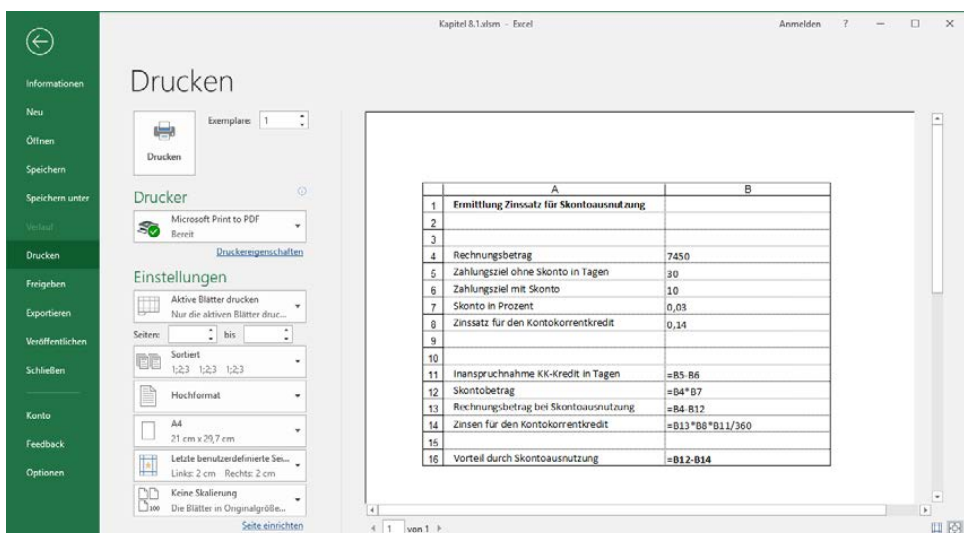 Kapitel 8.1.xlsm - Excel
Anmelden ?
Informationen
Neu
Öffnen
Speichern
Speichern unter
Verlauf
Drucken
Freigeben
Exportieren
Veröffentlichen
Schließen
Konto
Feedback
Optionen
Drucken
Drucken
Exemplare: 1
Drucker
Microsoft Print to PDF
Bereit
Druckereigenschaften
Einstellungen
Aktive Blätter drucken
Nur die aktiven Blätter druc...
Seiten: bis
Sortiert
1;2;3 1;2;3 1;2;3
Hochformat
A4
21 cm x 29,7 cm
Letzte benutzerdefinierte Sei...
Links: 2 cm Rechts: 2 cm
Keine Skalierung
100 Die Blätter in Originalgröße...
Seite einrichten
A B
1 Ermittlung Zinssatz für Skontoausnutzung
2
3
4 Rechnungsbetrag 7450
5 Zahlungsziel ohne Skonto in Tagen 30
6 Zahlungsziel mit Skonto 10
7 Skonto in Prozent 0,03
8 Zinssatz für den Kontokorrentkredit 0,14
9
10
11 Inanspruchnahme KK-Kredit in Tagen =B5-B6
12 Skontobetrag =B4*B7
13 Rechnungsbetrag bei Skontoausnutzung =B4-B12
14 Zinsen für den Kontokorrentkredit =B13*B8*B11/360
15
16 Vorteil durch Skontoausnutzung =B12-B14
1 von 1